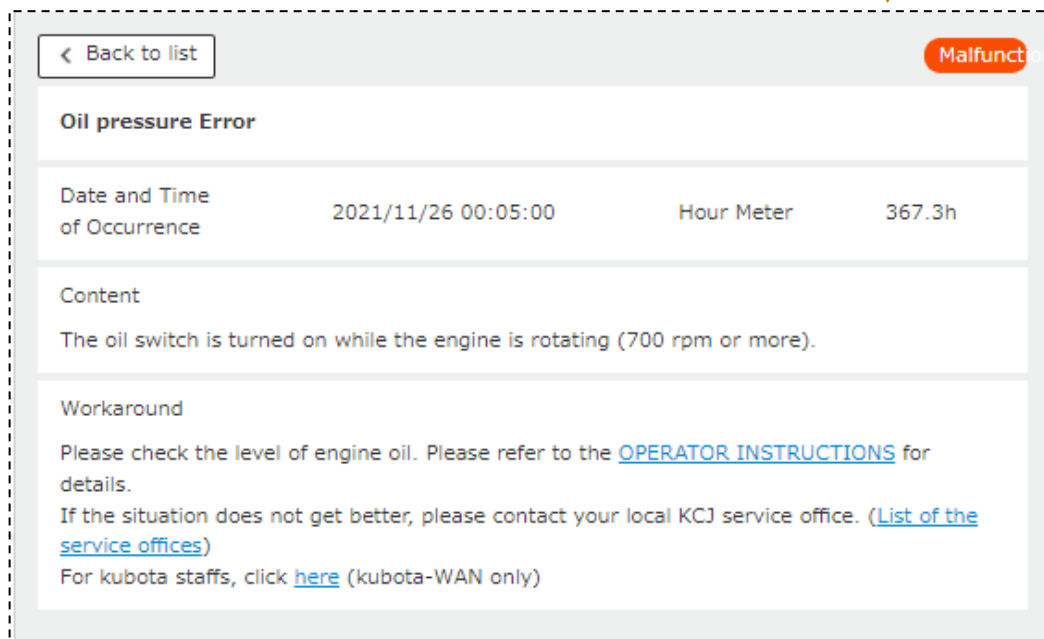 Back to list
Malfunction
Oil pressure Error
Date and Time
of Occurrence
2021/11/26 00:05:00
Hour Meter
367.3h
Content
The oil switch is turned on while the engine is rotating (700 rpm or more).
Workaround
Please check the level of engine oil. Please refer to the OPERATOR INSTRUCTIONS for
details.
If the situation does not get better, please contact your local KCJ service office. (List of the
service offices)
For kubota staffs, click here (kubota-WAN only)